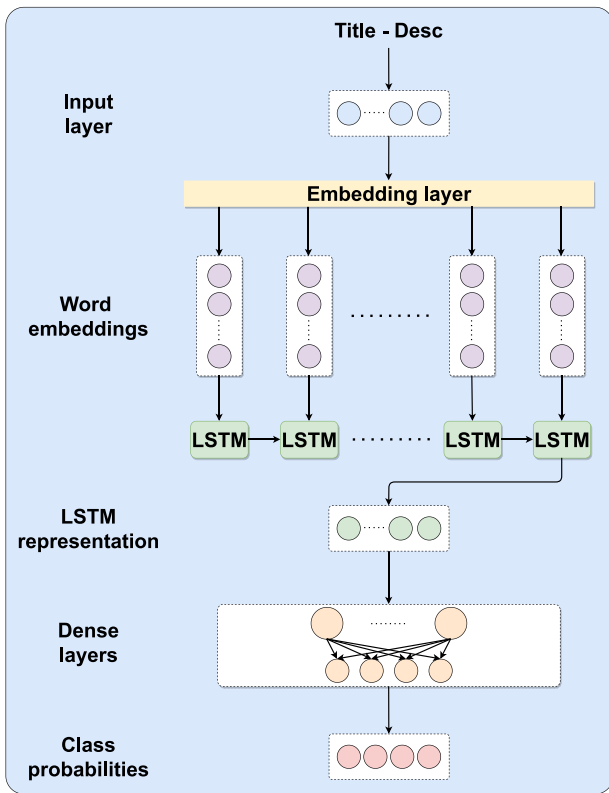 Title - Desc
Input
layer
Embedding layer
Word
embeddings
LSTM LSTM LSTM LSTM
LSTM
representation
Dense
layers
Class
probabilities